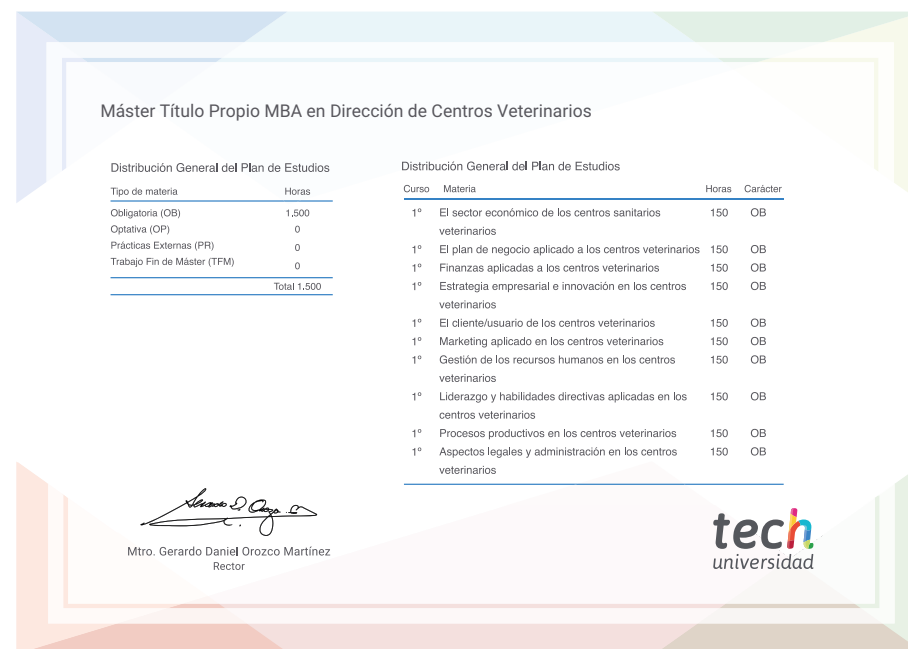 Máster Título Propio MBA en Dirección de Centros Veterinarios
Distribución General del Plan de Estudios
Tipo de materia Horas
Obligatoria (OB) 1,500
Optativa (OP) 0
Prácticas Externas (PR) 0
Trabajo Fin de Máster (TFM) 0
Total 1.500
Distribución General del Plan de Estudios
Curso Materia Horas Carácter
1º El sector económico de los centros sanitarios 150 OB
veterinarios
1º El plan de negocio aplicado a los centros veterinarios 150 OB
1º Finanzas aplicadas a los centros veterinarios 150 OB
1º Estrategia empresarial e innovación en los centros 150 OB
veterinarios
1º El cliente/usuario de los centros veterinarios 150 OB
1º Marketing aplicado en los centros veterinarios 150 OB
1º Gestión de los recursos humanos en los centros 150 OB
veterinarios
1º Liderazgo y habilidades directivas aplicadas en los 150 OB
centros veterinarios
1º Procesos productivos en los centros veterinarios 150 OB
1º Aspectos legales y administración en los centros 150 OB
veterinarios
Mtro. Gerardo Daniel Orozco Martínez
Rector
tech
universidad